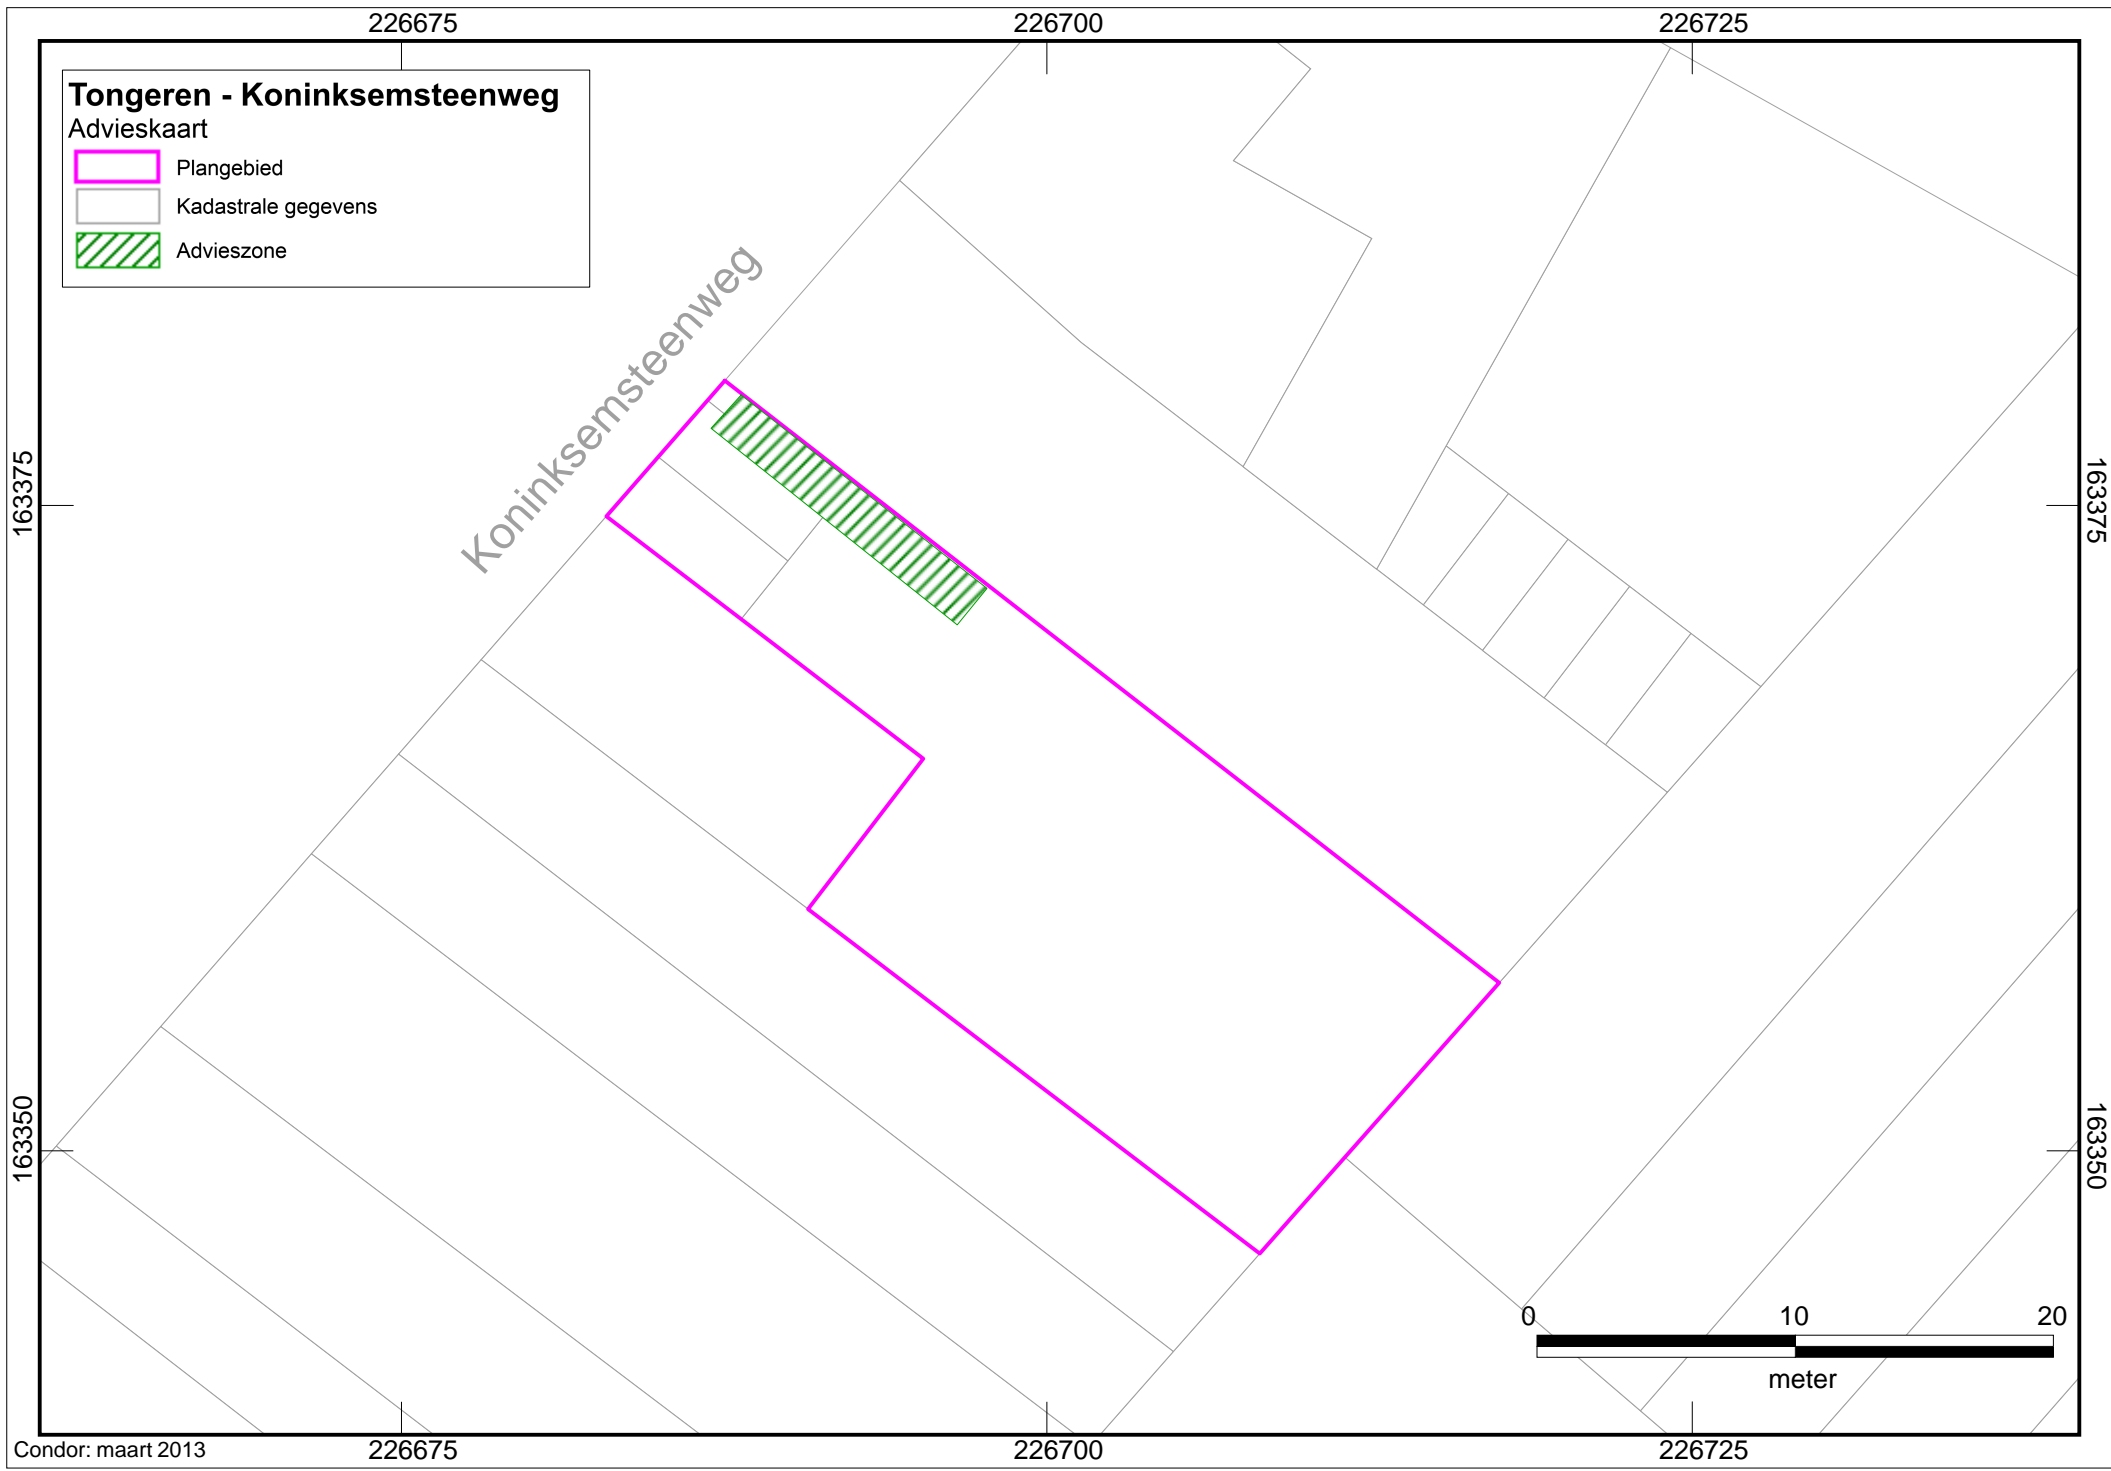 226675
226700
226725
Tongeren - Koninksemsteenweg
Advieskaart
Plangebied
Kadastrale gegevens
Advieszone
Koninksemsteenweg
163375
163375
163350
163350
0 10 20
meter
Condor: maart 2013
226675
226700
226725